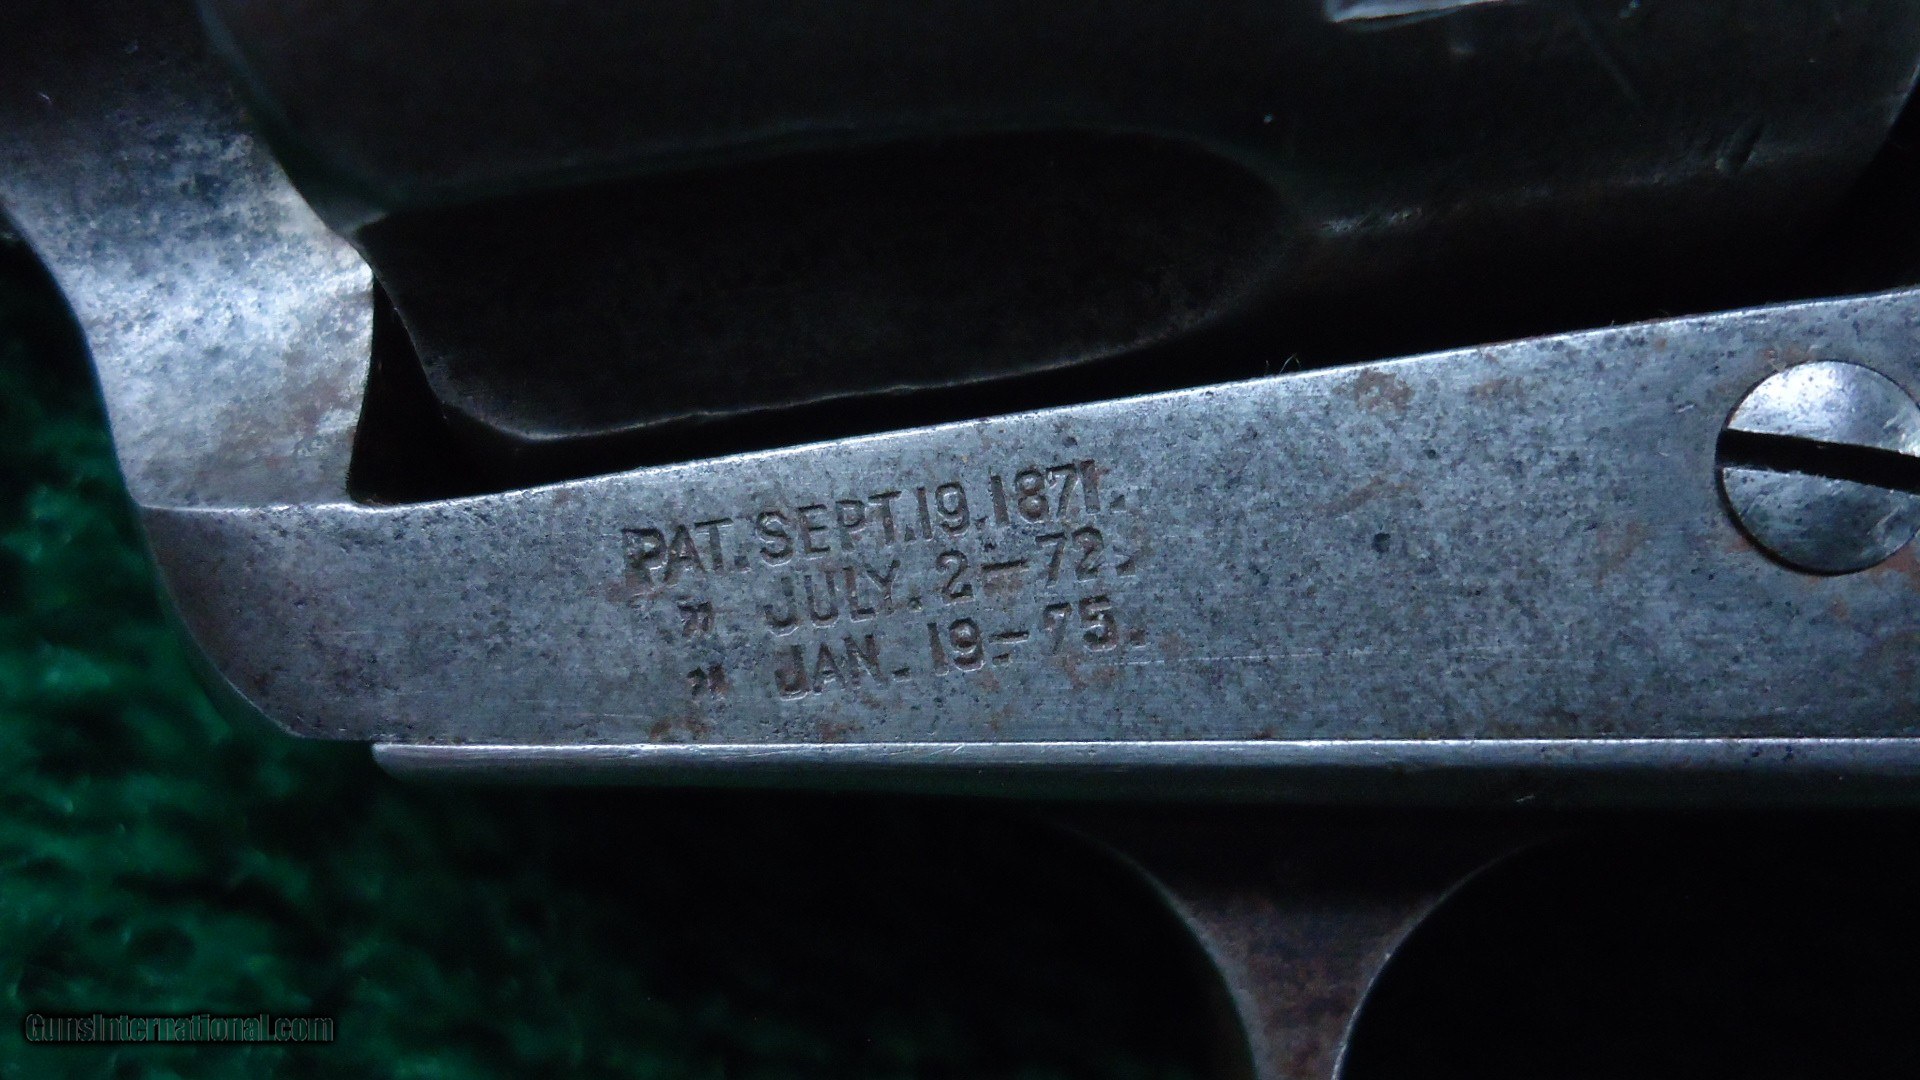 PAT. SEPT. 19. 1871.
" JULY. 2-72.
" JAN. 19-75.
GunsInternational.com